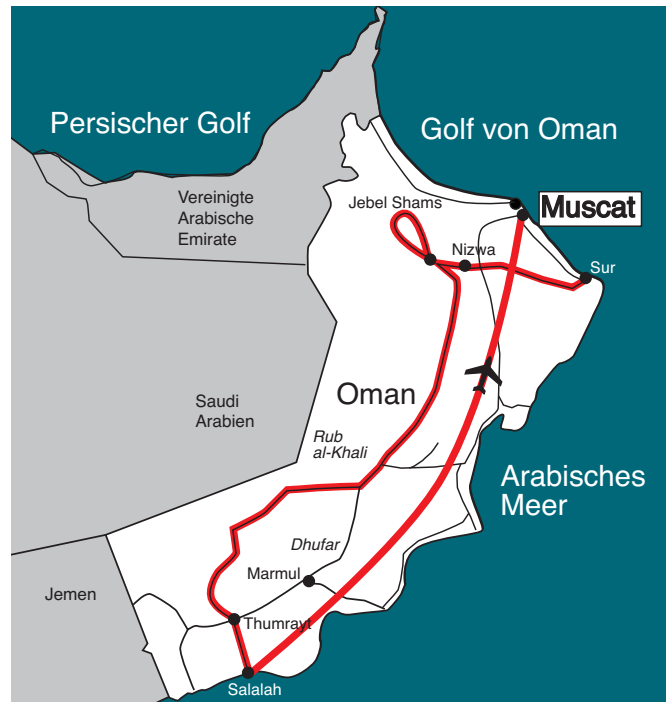 Persischer Golf
Golf von Oman
Vereinigte
Arabische
Emirate
Jebel Shams
Muscat
Nizwa
Sur
Saudi
Arabien
Oman
Rub
al-Khali
Arabisches
Meer
Dhufar
Marmul
Jemen
Thumrayt
Salalah